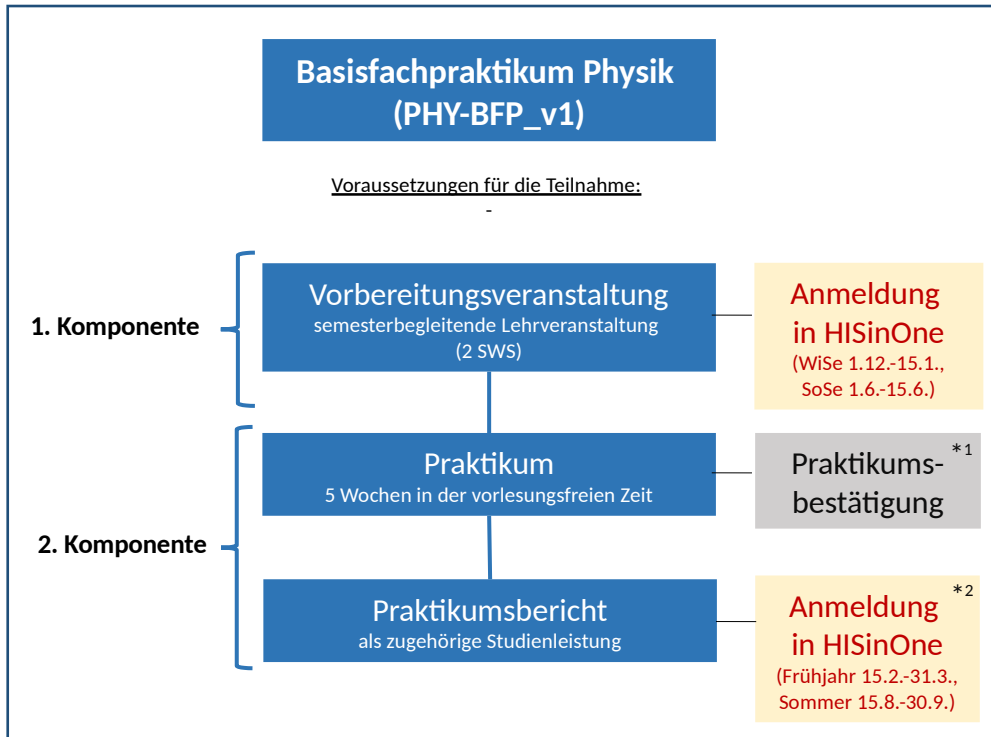 Basisfachpraktikum Physik
(PHY-BFP_v1)
Voraussetzungen für die Teilnahme:
-
1. Komponente
Vorbereitungsveranstaltung
semesterbegleitende Lehrveranstaltung
(2 SWS)
Anmeldung
in HISinOne
(WiSe 1.12.-15.1.,
SoSe 1.6.-15.6.)
2. Komponente
Praktikum
5 Wochen in der vorlesungsfreien Zeit
*1
Praktikums-
bestätigung
Praktikumsbericht
als zugehörige Studienleistung
*2
Anmeldung
in HISinOne
(Frühjahr 15.2.-31.3.,
Sommer 15.8.-30.9.)